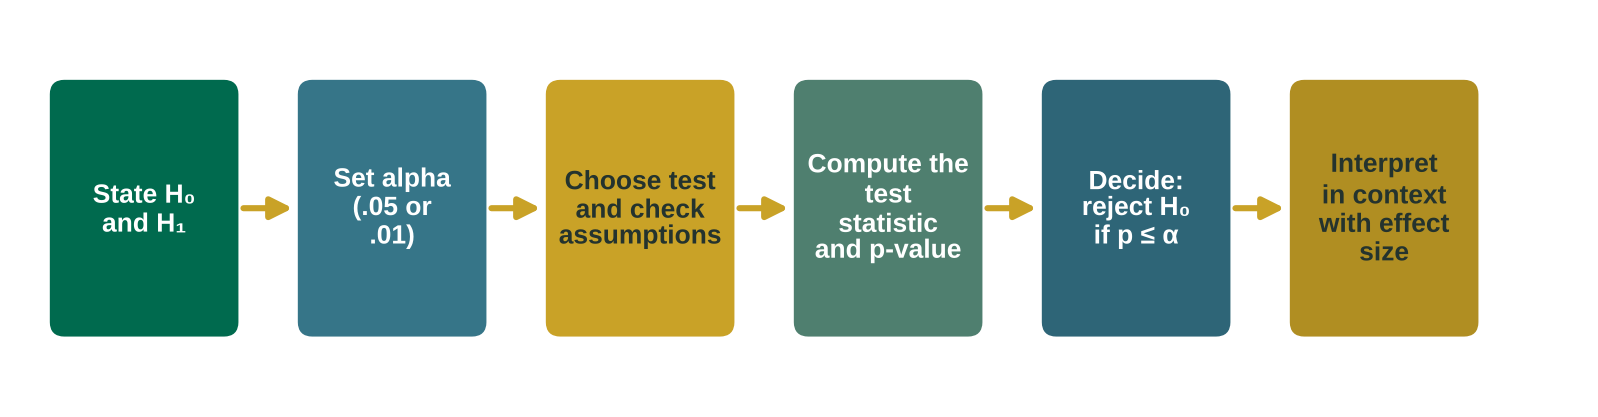 State H₀
and H₁
Set alpha
(.05 or
.01)
Choose test
and check
assumptions
Compute the
test
statistic
and p-value
Decide:
reject H₀
if p ≤ α
Interpret
in context
with effect
size